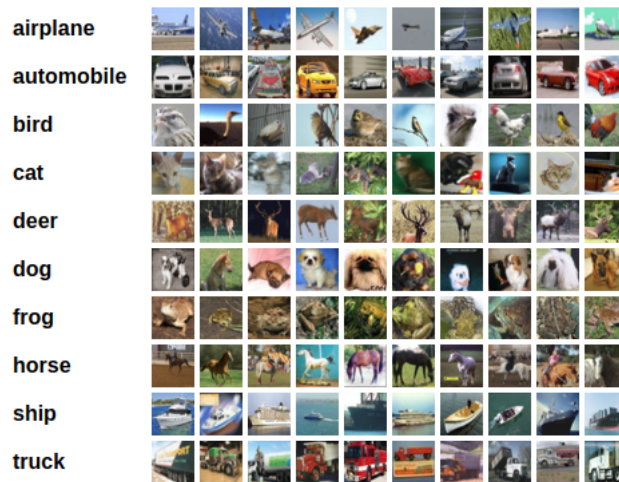 airplane
automobile
bird
cat
deer
dog
frog
horse
ship
truck